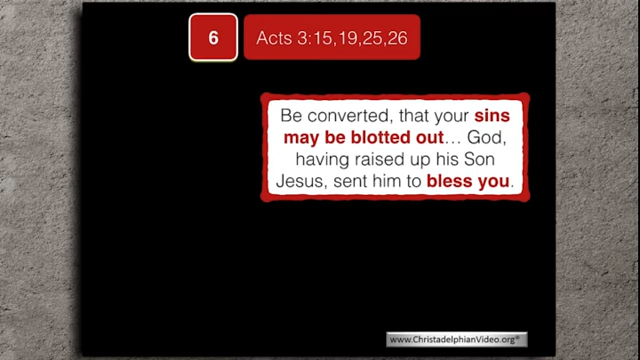 6
Acts 3:15,19,25,26
Be converted, that your sins
may be blotted out... God,
having raised up his Son
Jesus, sent him to bless you.
www.ChristadelphianVideo.org®